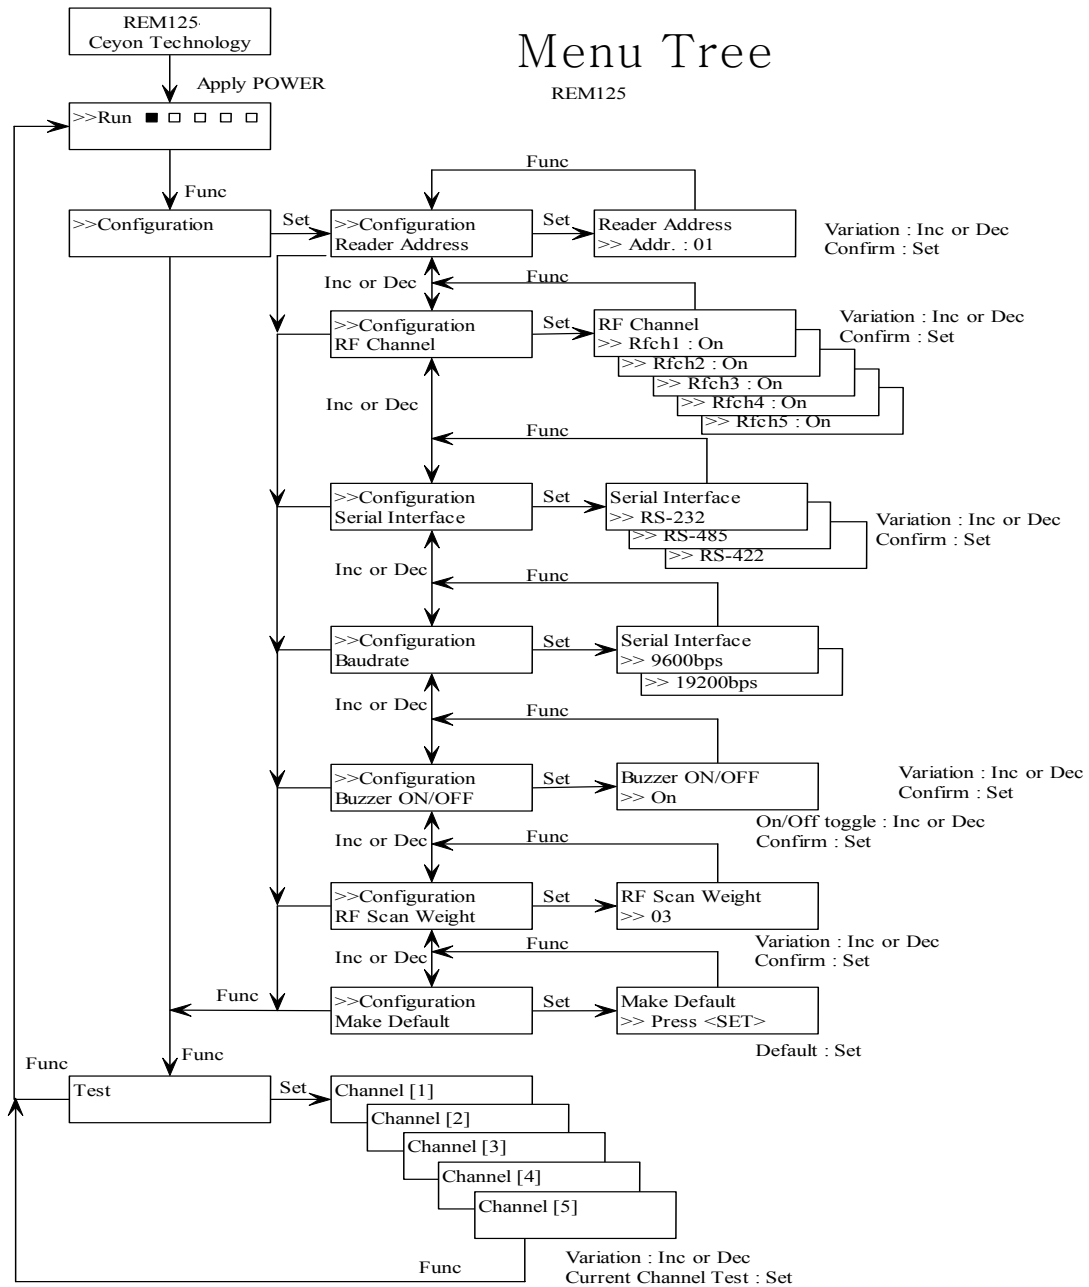 REM125
Ceyon Technology
Menu Tree
REM125
Apply POWER
>>Run
Func
>>Configuration
Set
Func
>>Configuration
Reader Address
Set
Reader Address
>> Addr. : 01
Variation : Inc or Dec
Confirm : Set
Inc or Dec
Func
>>Configuration
RF Channel
Set
RF Channel
>> Rfch1 : On
>> Rfch2 : On
>> Rfch3 : On
>> Rfch4 : On
>> Rfch5 : On
Variation : Inc or Dec
Confirm : Set
Inc or Dec
Func
>>Configuration
Serial Interface
Set
Serial Interface
>> RS-232
>> RS-485
>> RS-422
Variation : Inc or Dec
Confirm : Set
Inc or Dec
Func
>>Configuration
Baudrate
Set
Serial Interface
>> 9600bps
>> 19200bps
Inc or Dec
Func
>>Configuration
Buzzer ON/OFF
Set
Buzzer ON/OFF
>> On
Variation : Inc or Dec
Confirm : Set
On/Off toggle : Inc or Dec
Confirm : Set
Inc or Dec
Func
>>Configuration
RF Scan Weight
Set
RF Scan Weight
>> 03
Variation : Inc or Dec
Confirm : Set
Inc or Dec
Func
Func
>>Configuration
Make Default
Set
Make Default
>> Press <SET>
Default : Set
Func
Func
Test
Set
Channel [1]
Channel [2]
Channel [3]
Channel [4]
Channel [5]
Func
Variation : Inc or Dec
Current Channel Test : Set